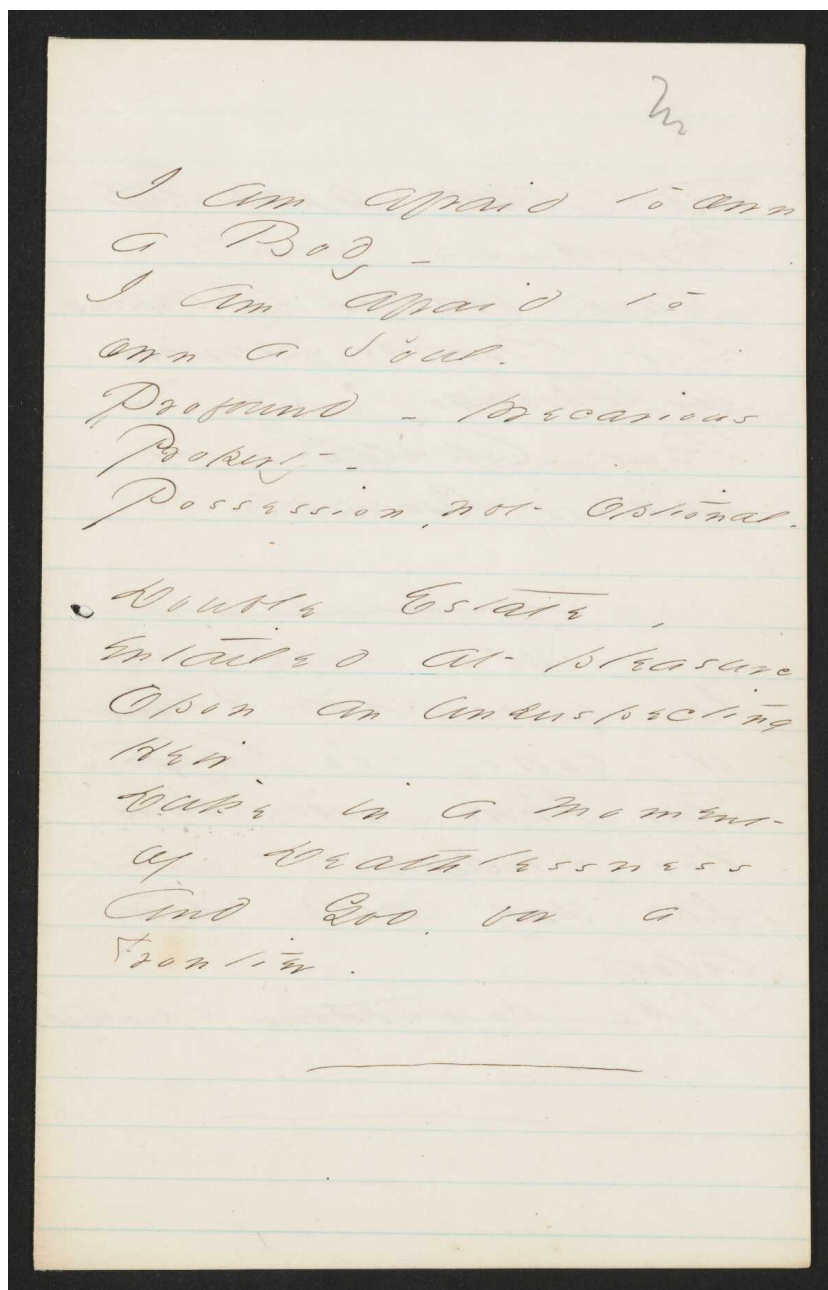 I am afraid to own
a Body –
I am afraid to
own a Soul.
Profound – precarious
Property –
Possession, not optional.
Double Estate,
entailed at pleasure
Upon an unsuspecting
Heir
Duke in a moment
of Deathlessness
And God, for a
Frontier.